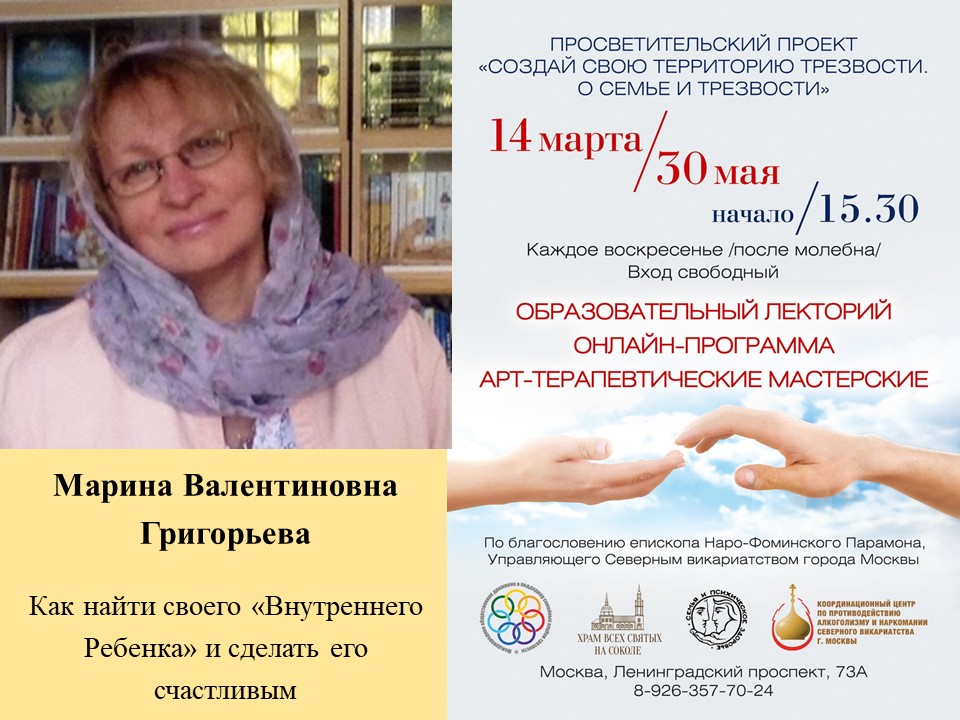 Марина Валентиновна
Григорьева
Как найти своего «Внутреннего
Ребенка» и сделать его
счастливым
ПРОСВЕТИТЕЛЬСКИЙ ПРОЕКТ
«СОЗДАЙ СВОЮ ТЕРРИТОРИЮ ТРЕЗВОСТИ.
О СЕМЬЕ И ТРЕЗВОСТИ»
14 марта/
30 мая
начало/15.30
Каждое воскресенье /после молебна/
Вход свободный
ОБРАЗОВАТЕЛЬНЫЙ ЛЕКТОРИЙ
ОНЛАЙН-ПРОГРАММА
АРТ-ТЕРАПЕВТИЧЕСКИЕ МАСТЕРСКИЕ
По благословению епископа Наро-Фоминского Парамона,
Управляющего Северным викариатством города Москвы
ХРАМ ВСЕХ СВЯТЫХ
НА СОКОЛЕ
СЕМЬЯ И ПСИХИЧЕСКОЕ ЗДОРОВЬЕ
КООРДИНАЦИОННЫЙ ЦЕНТР
ПО ПРОТИВОДЕЙСТВИЮ
АЛКОГОЛИЗМУ И НАРКОМАНИИ
СЕВЕРНОГО ВИКАРИАТСТВА
Г. МОСКВЫ
Москва, Ленинградский проспект, 73А
8-926-357-70-24